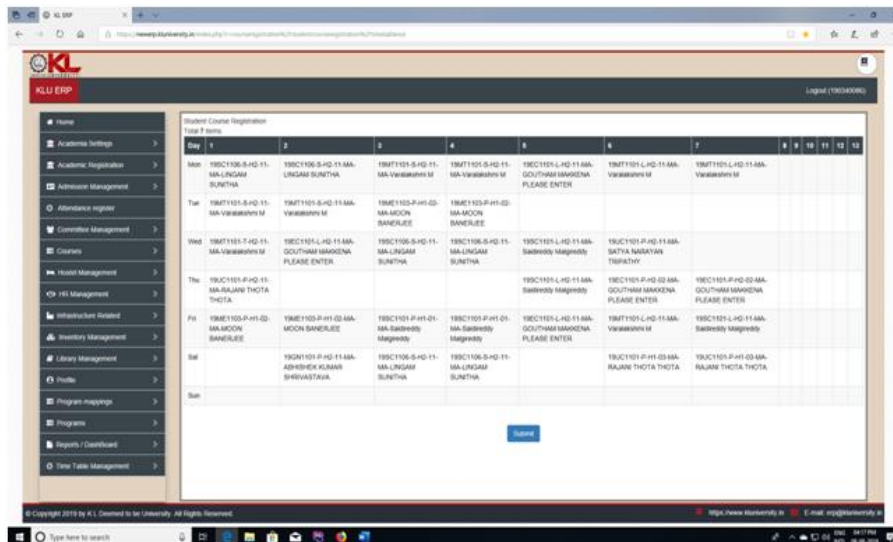 KL ERP
KL
KLU ERP
Logout (190340086)
Home
Academia Settings
Academic Registration
Admission Management
Attendance register
Committee Management
Courses
Hostel Management
HR Management
Infrastructure Related
Inventory Management
Library Management
Profile
Program mappings
Programs
Reports / Dashboard
Time Table Management
Student Course Registration
Total 7 items.
Day 1 2 3 4 5 6 7 8 9 10 11 12 13
Mon 19SC1106-S-H2-11- 19SC1106-S-H2-11-MA- 19MT1101-S-H2-11- 19MT1101-S-H2-11- 19EC1101-L-H2-11-MA- 19MT1101-L-H2-11-MA- 19MT1101-L-H2-11-MA-
MA-LINGAM LINGAM SUNITHA MA-Varalakshmi M MA-Varalakshmi M GOUTHAM MAKKENA Varalakshmi M Varalakshmi M
SUNITHA PLEASE ENTER
Tue 19MT1101-S-H2-11- 19MT1101-S-H2-11-MA- 19ME1103-P-H1-02- 19ME1103-P-H1-02-
MA-Varalakshmi M Varalakshmi M MA-MOON MA-MOON
BANERJEE BANERJEE
Wed 19MT1101-T-H2-11- 19EC1101-L-H2-11-MA- 19SC1106-S-H2-11- 19SC1106-S-H2-11- 19SC1101-L-H2-11-MA- 19UC1101-P-H2-11-MA-
MA-Varalakshmi M GOUTHAM MAKKENA MA-LINGAM MA-LINGAM Saidireddy Malgireddy SATYA NARAYAN
PLEASE ENTER SUNITHA SUNITHA TRIPATHY
Thu 19UC1101-P-H2-11- 19SC1101-L-H2-11-MA- 19EC1101-P-H2-02-MA- 19EC1101-P-H2-02-MA-
MA-RAJANI THOTA Saidireddy Malgireddy GOUTHAM MAKKENA GOUTHAM MAKKENA
THOTA PLEASE ENTER PLEASE ENTER
Fri 19ME1103-P-H1-02- 19ME1103-P-H1-02-MA- 19SC1101-P-H1-01- 19SC1101-P-H1-01- 19EC1101-L-H2-11-MA- 19MT1101-L-H2-11-MA- 19SC1101-L-H2-11-MA-
MA-MOON MOON BANERJEE MA-Saidireddy MA-Saidireddy GOUTHAM MAKKENA Varalakshmi M Saidireddy Malgireddy
BANERJEE Malgireddy Malgireddy PLEASE ENTER
Sat 19GN1101-P-H2-11-MA- 19SC1106-S-H2-11- 19SC1106-S-H2-11- 19UC1101-P-H1-03-MA- 19UC1101-P-H1-03-MA-
ABHISHEK KUMAR MA-LINGAM MA-LINGAM RAJANI THOTA THOTA RAJANI THOTA THOTA
SHRIVASTAVA SUNITHA SUNITHA
Sun
Submit
© Copyright 2019 by K L Deemed to be University. All Rights Reserved.
https://www.kluniversity.in E-mail: erp@kluniversity.in
Type here to search
ENG 04:17 PM